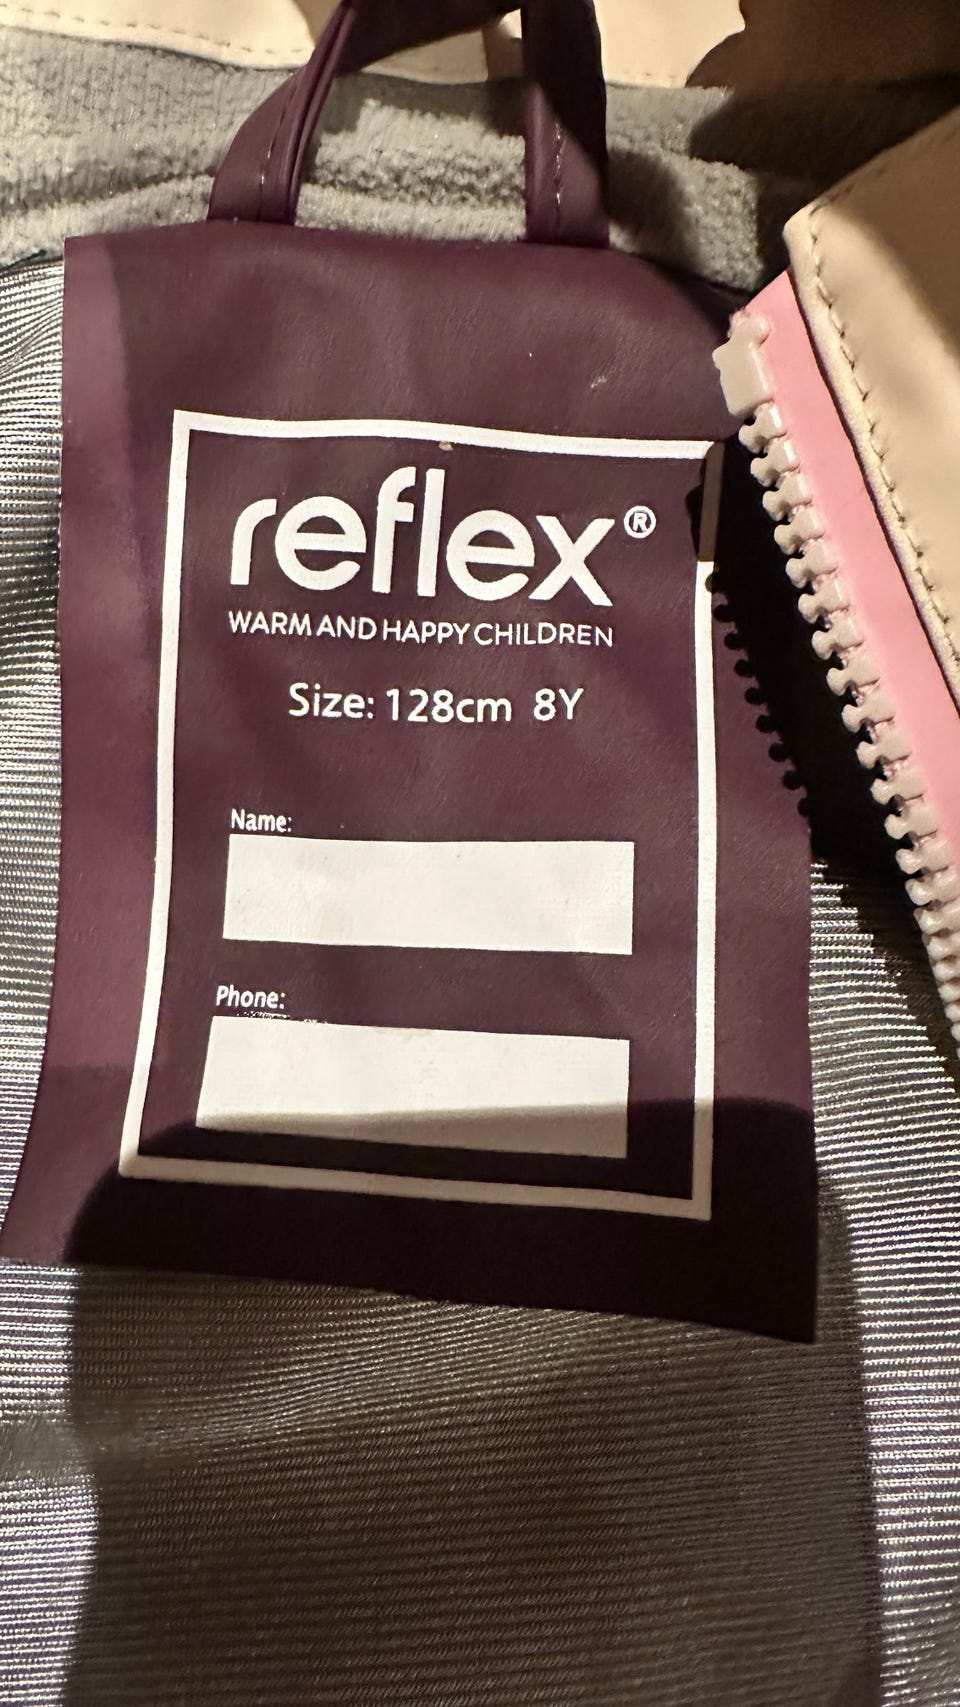 reflex®
WARM AND HAPPY CHILDREN
Size: 128cm 8Y
Name:
Phone: